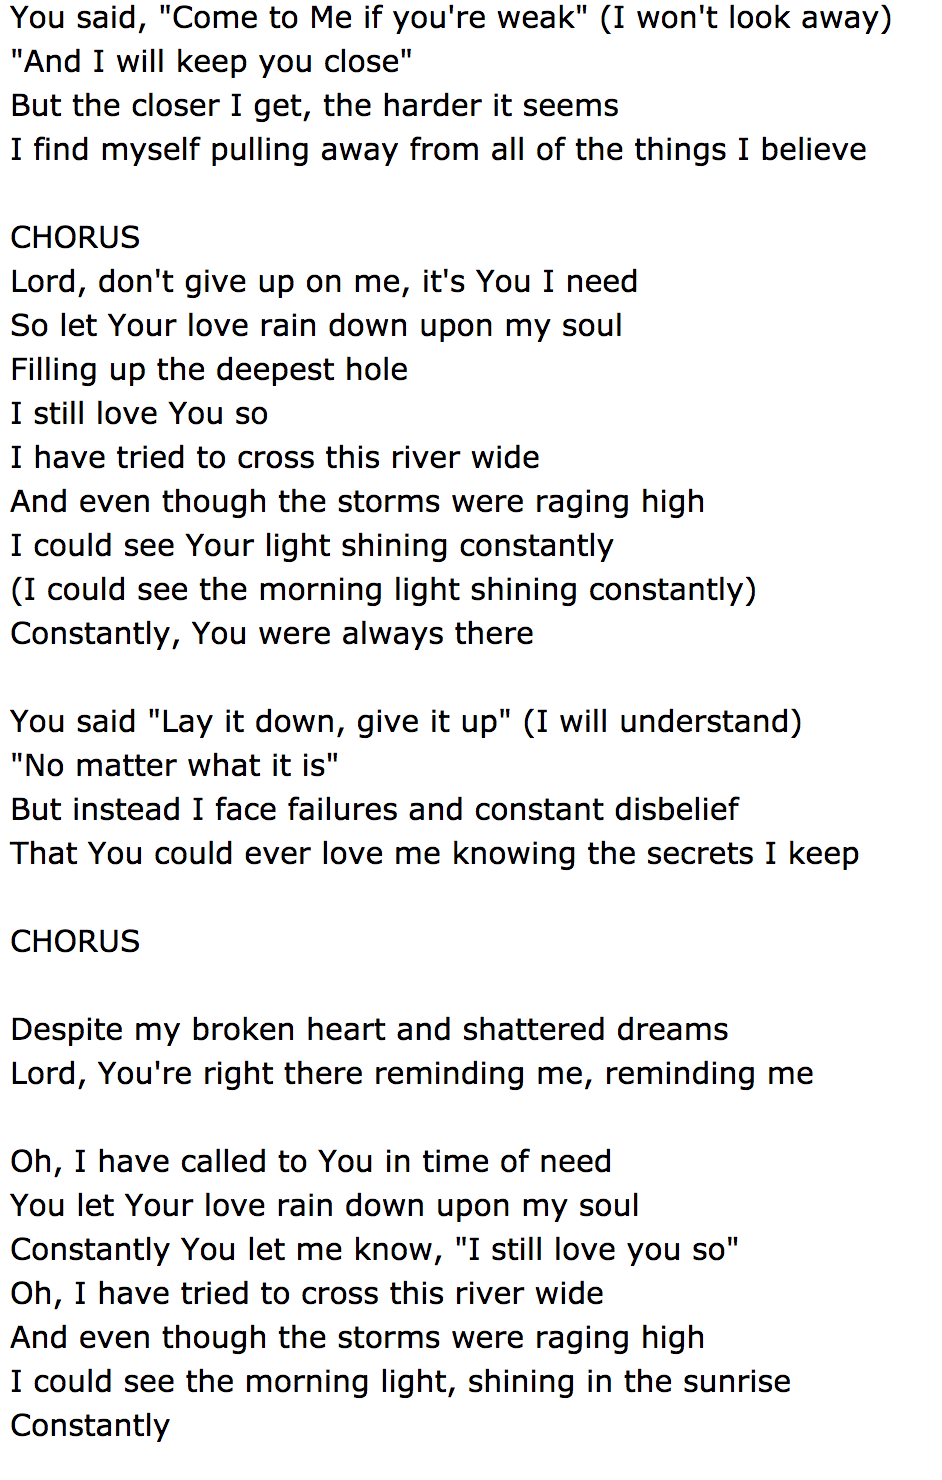 You said, "Come to Me if you're weak" (I won't look away)
"And I will keep you close"
But the closer I get, the harder it seems
I find myself pulling away from all of the things I believe

CHORUS
Lord, don't give up on me, it's You I need
So let Your love rain down upon my soul
Filling up the deepest hole
I still love You so
I have tried to cross this river wide
And even though the storms were raging high
I could see Your light shining constantly
(I could see the morning light shining constantly)
Constantly, You were always there

You said "Lay it down, give it up" (I will understand)
"No matter what it is"
But instead I face failures and constant disbelief
That You could ever love me knowing the secrets I keep

CHORUS

Despite my broken heart and shattered dreams
Lord, You're right there reminding me, reminding me

Oh, I have called to You in time of need
You let Your love rain down upon my soul
Constantly You let me know, "I still love you so"
Oh, I have tried to cross this river wide
And even though the storms were raging high
I could see the morning light, shining in the sunrise
Constantly